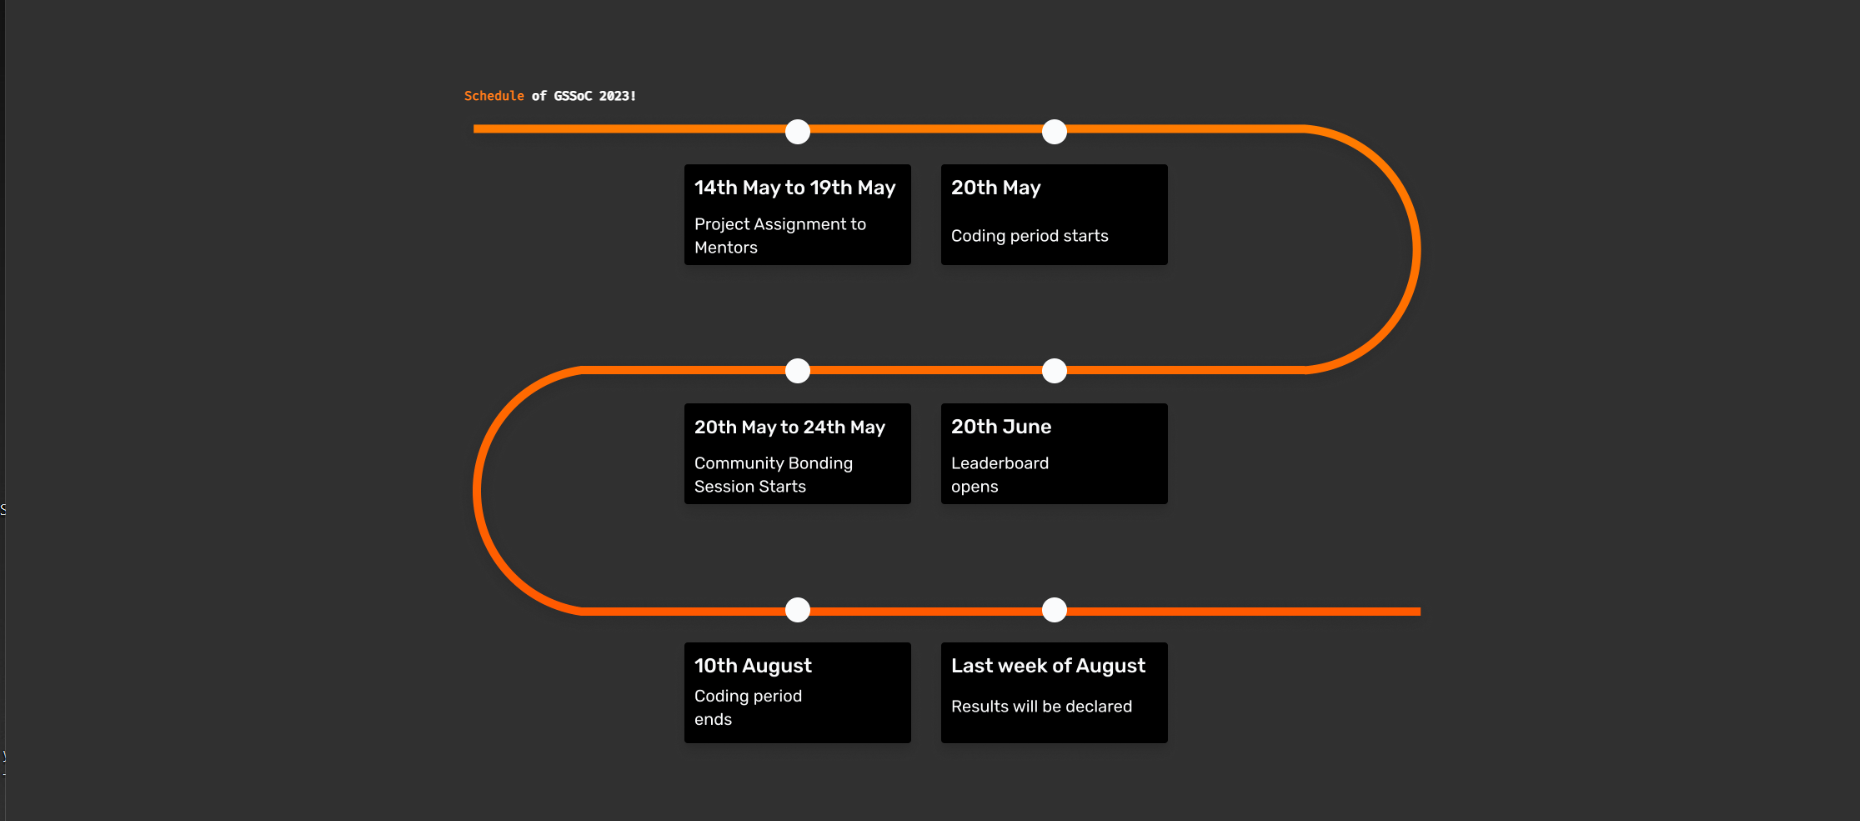 Schedule of GSSoC 2023!
14th May to 19th May
Project Assignment to
Mentors
20th May
Coding period starts
20th May to 24th May
Community Bonding
Session Starts
20th June
Leaderboard
opens
10th August
Coding period
ends
Last week of August
Results will be declared